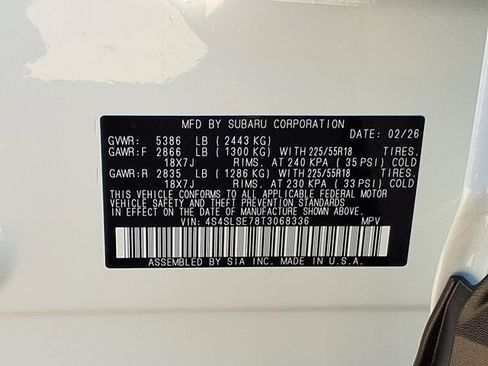 MFD BY SUBARU CORPORATION
DATE: 02/26
GVWR: 5386 LB (2443 KG)
GAWR:F 2866 LB (1300 KG) WITH 225/55R18 TIRES.
18X7J RIMS. AT 240 KPA (35 PSI) COLD
GAWR:R 2835 LB (1286 KG) WITH 225/55R18 TIRES.
18X7J RIMS. AT 230 KPA (33 PSI) COLD
THIS VEHICLE CONFORMS TO ALL APPLICABLE FEDERAL MOTOR
VEHICLE SAFETY AND THEFT PREVENTION STANDARDS
IN EFFECT ON THE DATE OF MANUFACTURE SHOWN ABOVE.
VIN: 4S4SLSE78T3068336 MPV
ASSEMBLED BY SIA INC. MADE IN U.S.A.